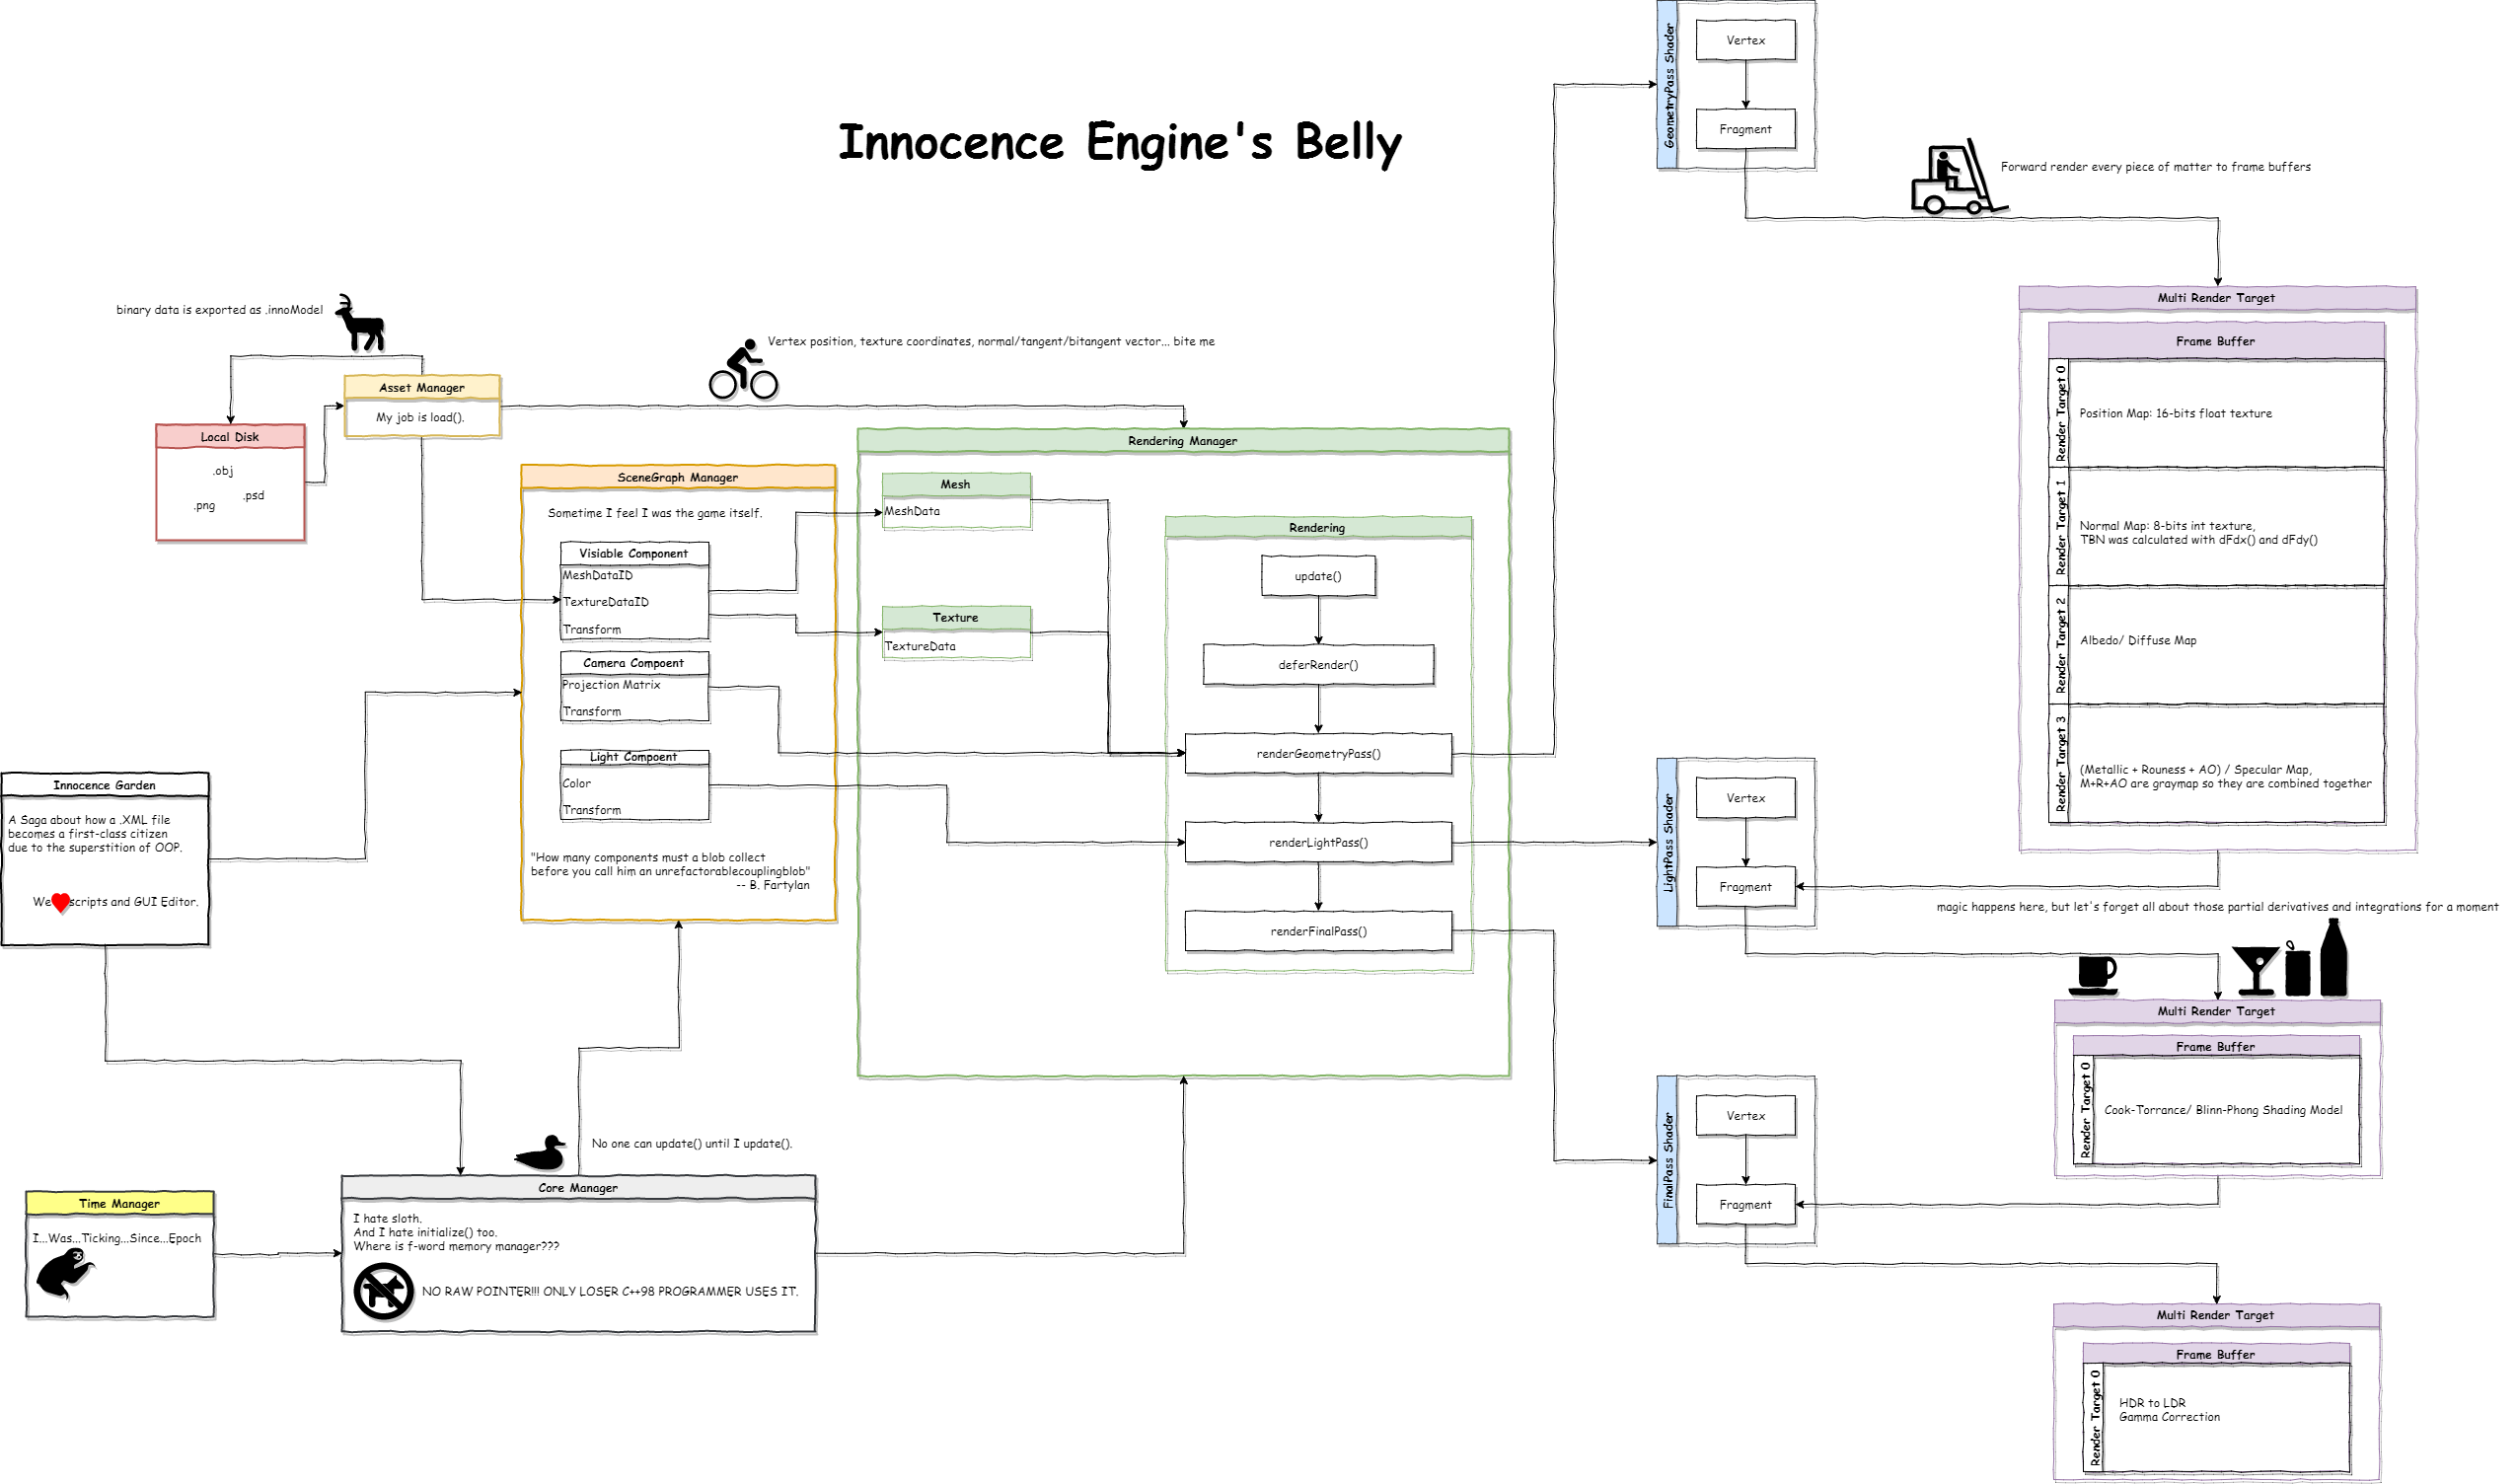 Innocence Engine's Belly
binary data is exported as .innoModel
Asset Manager
My job is load().
Local Disk
.obj
.psd
.png
Vertex position, texture coordinates, normal/tangent/bitangent vector... bite me
SceneGraph Manager
Sometime I feel I was the game itself.
Visiable Component
MeshDataID
TextureDataID
Transform
Camera Compoent
Projection Matrix
Transform
Light Compoent
Color
Transform
"How many components must a blob collect
before you call him an unrefactorablecouplingblob"
-- B. Fartylan
Rendering Manager
Mesh
MeshData
Texture
TextureData
Rendering
update()
deferRender()
renderGeometryPass()
renderLightPass()
renderFinalPass()
Innocence Garden
A Saga about how a .XML file
becomes a first-class citizen
due to the superstition of OOP.
We scripts and GUI Editor.
Time Manager
I...Was...Ticking...Since...Epoch
No one can update() until I update().
Core Manager
I hate sloth.
And I hate initialize() too.
Where is f-word memory manager???
NO RAW POINTER!!! ONLY LOSER C++98 PROGRAMMER USES IT.
GeometryPass Shader
Vertex
Fragment
Forward render every piece of matter to frame buffers
Multi Render Target
Frame Buffer
Render Target 0
Position Map: 16-bits float texture
Render Target 1
Normal Map: 8-bits int texture,
TBN was calculated with dFdx() and dFdy()
Render Target 2
Albedo/ Diffuse Map
Render Target 3
(Metallic + Rouness + AO) / Specular Map,
M+R+AO are graymap so they are combined together
LightPass Shader
Vertex
Fragment
magic happens here, but let's forget all about those partial derivatives and integrations for a moment
Multi Render Target
Frame Buffer
Render Target 0
Cook-Torrance/ Blinn-Phong Shading Model
FinalPass Shader
Vertex
Fragment
Multi Render Target
Frame Buffer
Render Target 0
HDR to LDR
Gamma Correction